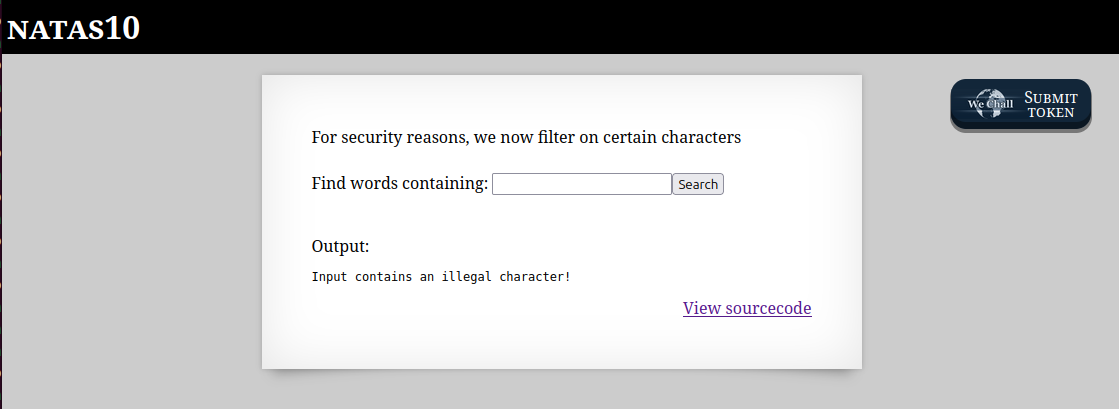 NATAS10
We Chall SUBMIT
TOKEN
For security reasons, we now filter on certain characters
Find words containing: Search
Output:
Input contains an illegal character!
View sourcecode